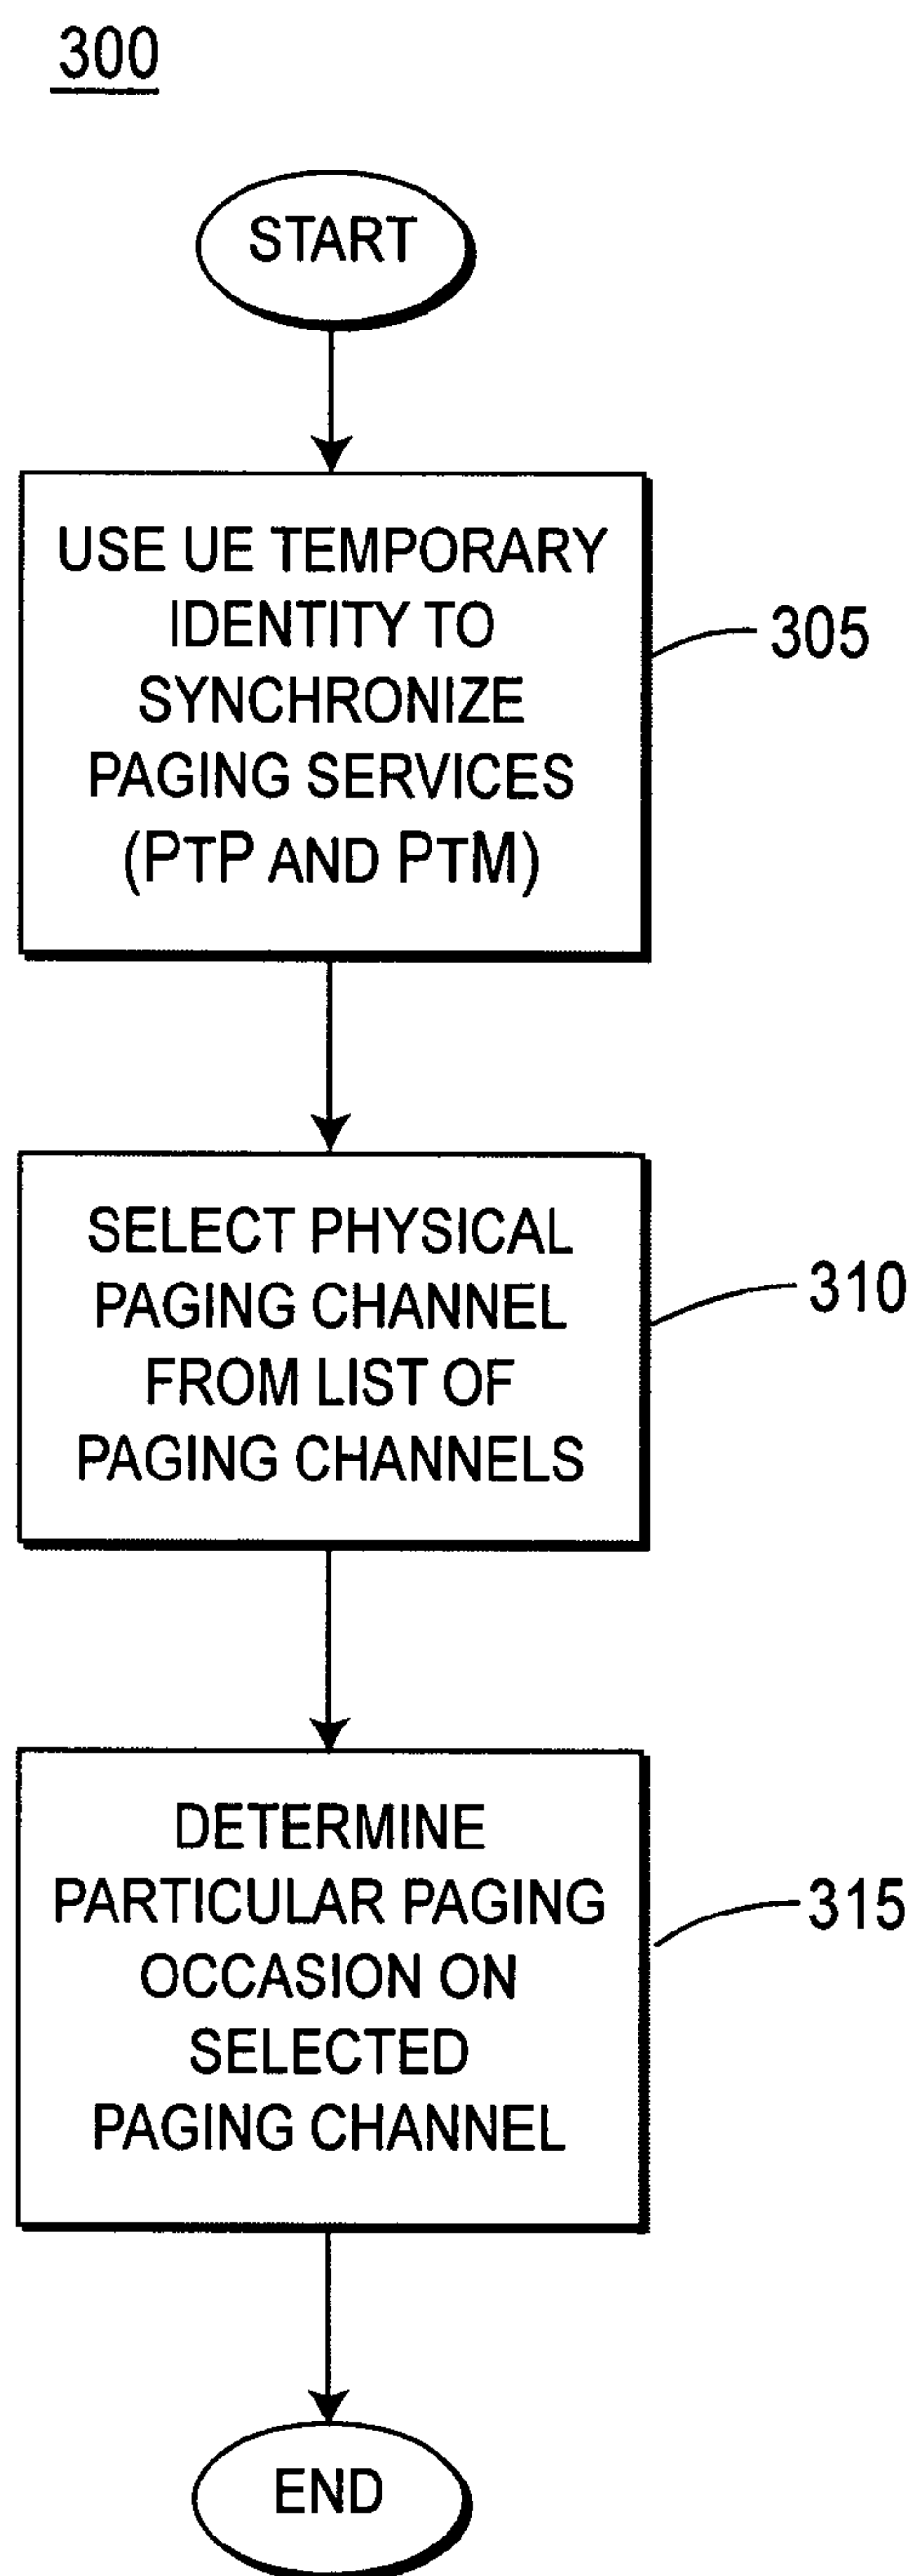 300
START
USE UE TEMPORARY
IDENTITY TO
SYNCHRONIZE
PAGING SERVICES
(PTP AND PTM)
305
SELECT PHYSICAL
PAGING CHANNEL
FROM LIST OF
PAGING CHANNELS
310
DETERMINE
PARTICULAR PAGING
OCCASION ON
SELECTED
PAGING CHANNEL
315
END